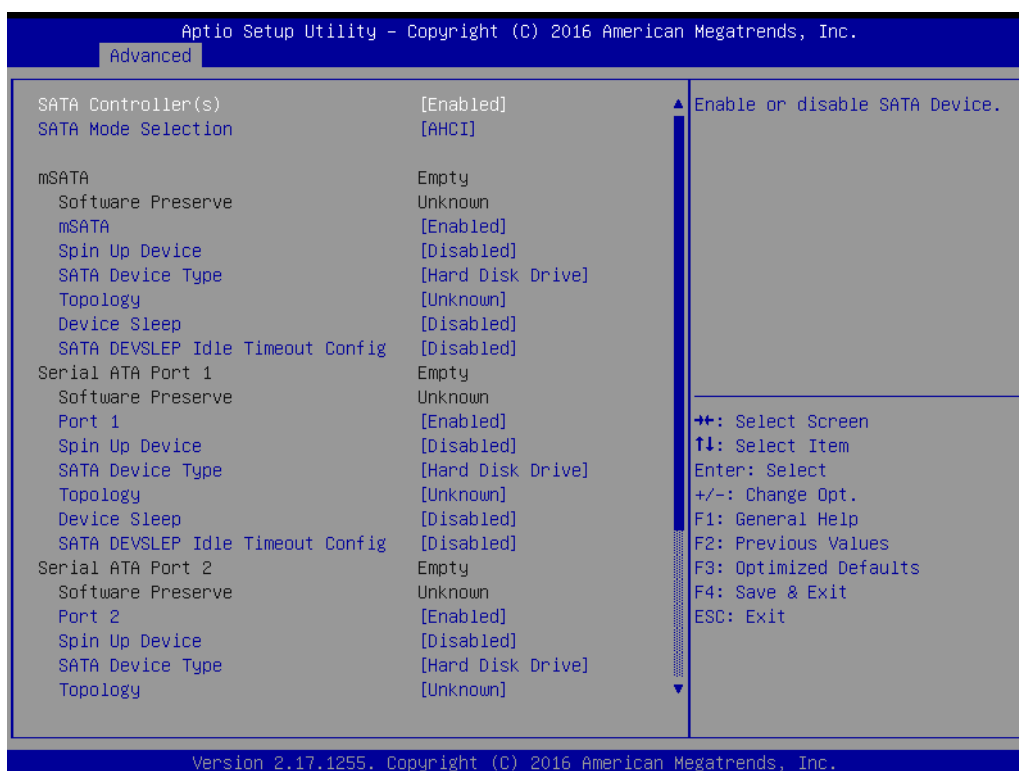 Aptio Setup Utility – Copyright (C) 2016 American Megatrends, Inc.
Advanced
SATA Controller(s) [Enabled]
SATA Mode Selection [AHCI]
mSATA Empty
Software Preserve Unknown
mSATA [Enabled]
Spin Up Device [Disabled]
SATA Device Type [Hard Disk Drive]
Topology [Unknown]
Device Sleep [Disabled]
SATA DEVSLEP Idle Timeout Config [Disabled]
Serial ATA Port 1 Empty
Software Preserve Unknown
Port 1 [Enabled]
Spin Up Device [Disabled]
SATA Device Type [Hard Disk Drive]
Topology [Unknown]
Device Sleep [Disabled]
SATA DEVSLEP Idle Timeout Config [Disabled]
Serial ATA Port 2 Empty
Software Preserve Unknown
Port 2 [Enabled]
Spin Up Device [Disabled]
SATA Device Type [Hard Disk Drive]
Topology [Unknown]
Enable or disable SATA Device.
→←: Select Screen
↑↓: Select Item
Enter: Select
+/-: Change Opt.
F1: General Help
F2: Previous Values
F3: Optimized Defaults
F4: Save & Exit
ESC: Exit
Version 2.17.1255. Copyright (C) 2016 American Megatrends, Inc.